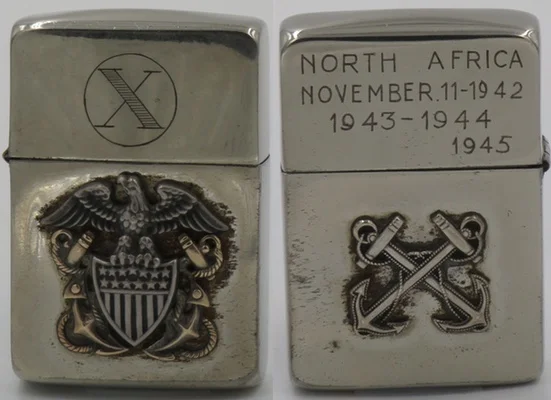 X
NORTH AFRICA
NOVEMBER.11-1942
1943-1944
1945